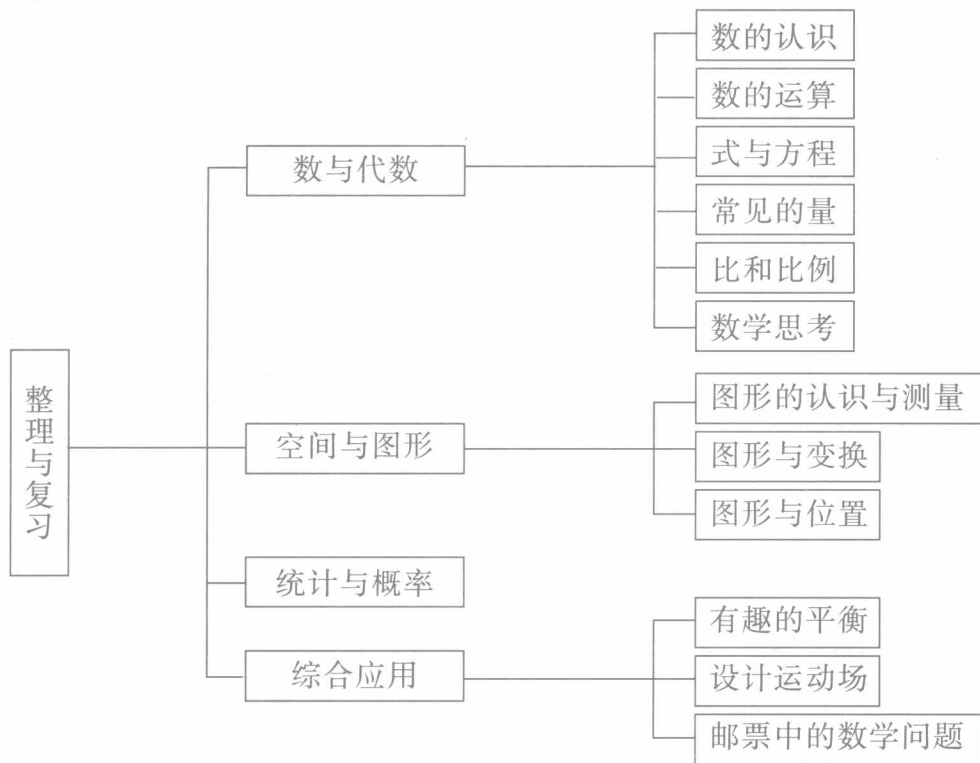 整理与复习
数与代数
数的认识
数的运算
式与方程
常见的量
比和比例
数学思考
空间与图形
图形的认识与测量
图形与变换
图形与位置
统计与概率
综合应用
有趣的平衡
设计运动场
邮票中的数学问题